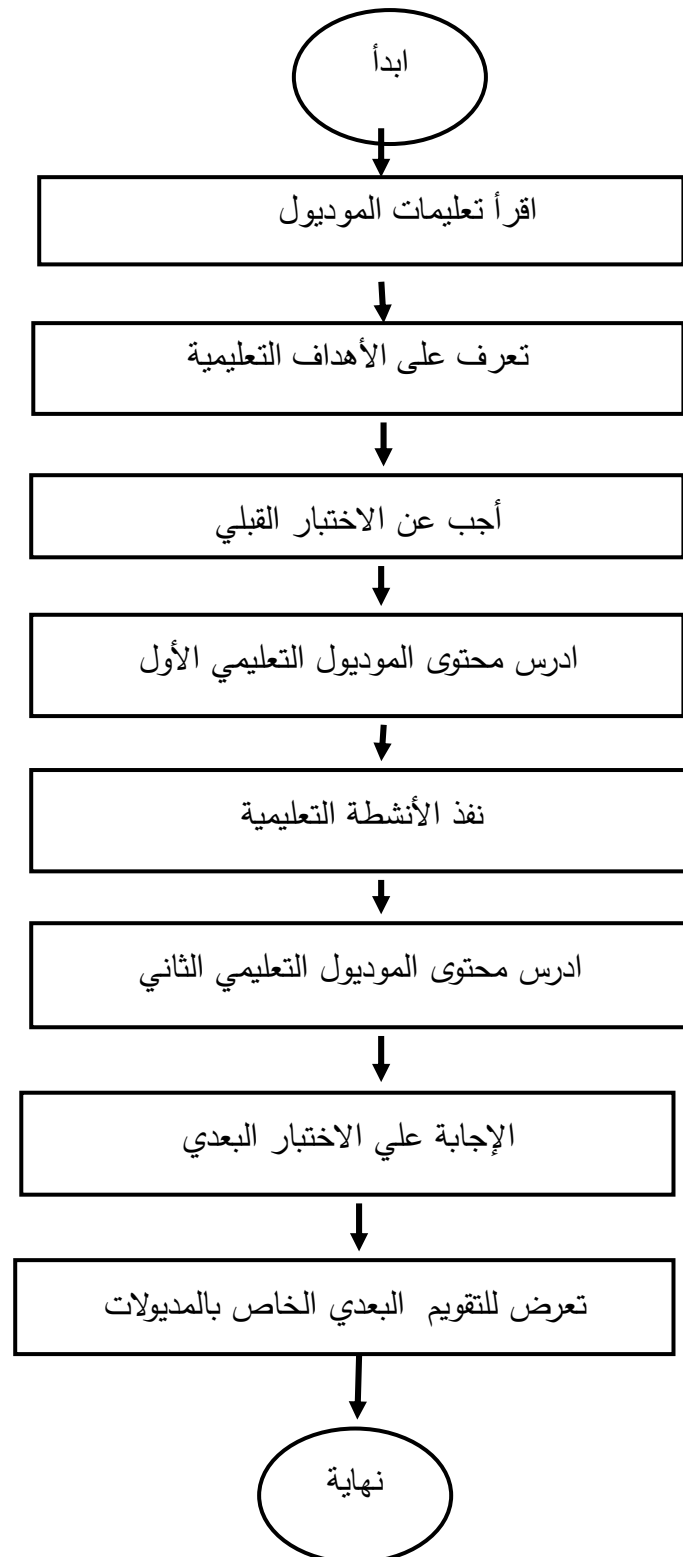 ابدأ
اقرأ تعليمات الموديول
تعرف على الأهداف التعليمية
أجب عن الاختبار القبلي
ادرس محتوى الموديول التعليمي الأول
نفذ الأنشطة التعليمية
ادرس محتوى الموديول التعليمي الثاني
الإجابة علي الاختبار البعدي
تعرض للتقويم البعدي الخاص بالمديولات
نهاية